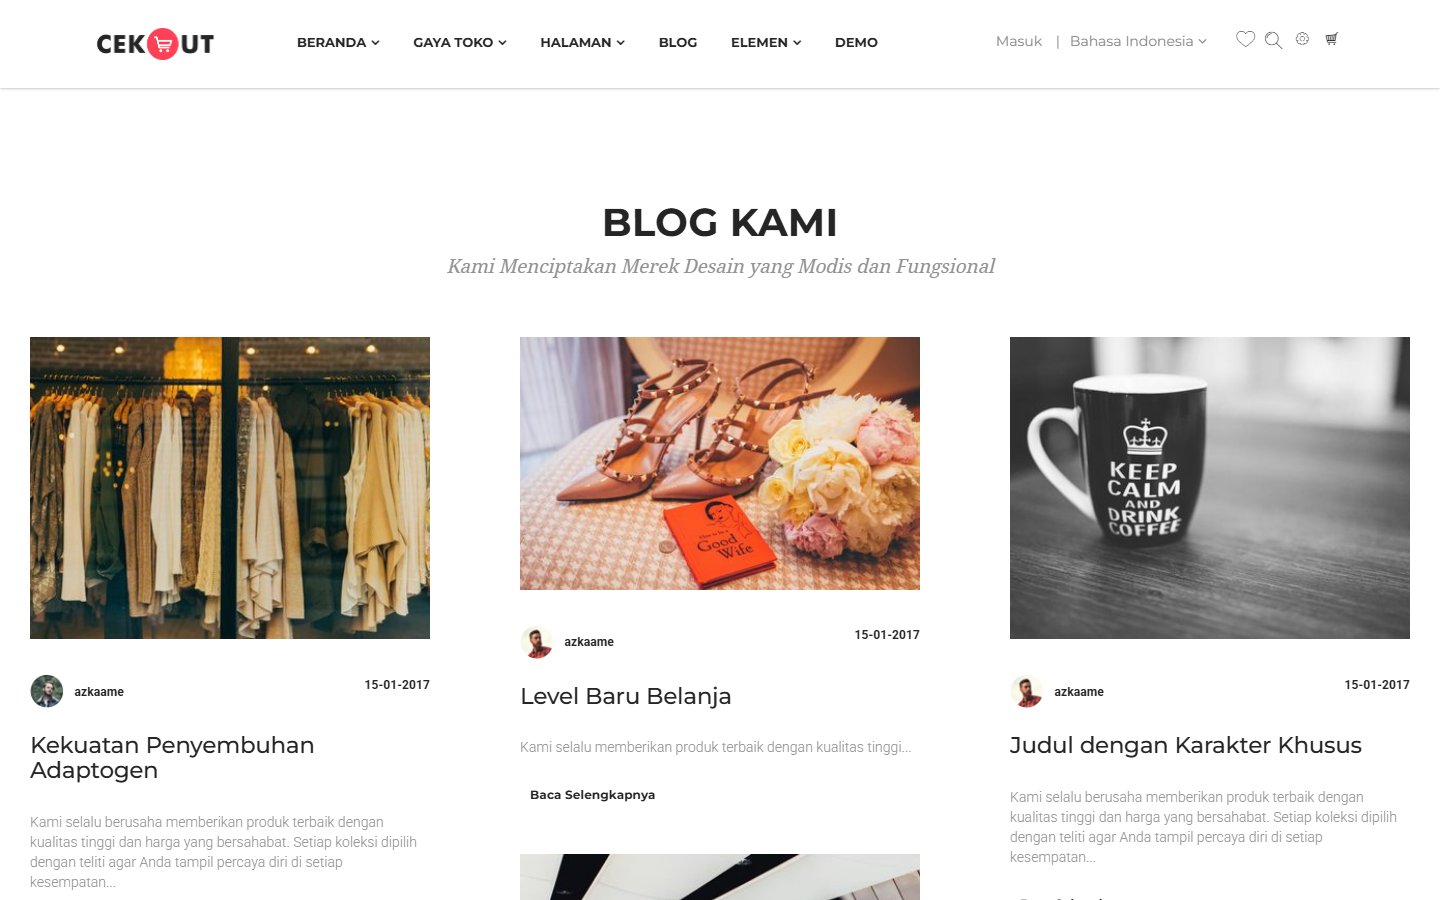 CEKOUT
BERANDA
GAYA TOKO
HALAMAN
BLOG
ELEMEN
DEMO
Masuk | Bahasa Indonesia
BLOG KAMI
Kami Menciptakan Merek Desain yang Modis dan Fungsional
azkaame
15-01-2017
Kekuatan Penyembuhan
Adaptogen
Kami selalu berusaha memberikan produk terbaik dengan
kualitas tinggi dan harga yang bersahabat. Setiap koleksi dipilih
dengan teliti agar Anda tampil percaya diri di setiap
kesempatan...
Good
Wife
azkaame
15-01-2017
Level Baru Belanja
Kami selalu memberikan produk terbaik dengan kualitas tinggi...
Baca Selengkapnya
KEEP
CALM
AND
DRINK
COFFEE
azkaame
15-01-2017
Judul dengan Karakter Khusus
Kami selalu berusaha memberikan produk terbaik dengan
kualitas tinggi dan harga yang bersahabat. Setiap koleksi dipilih
dengan teliti agar Anda tampil percaya diri di setiap
kesempatan...